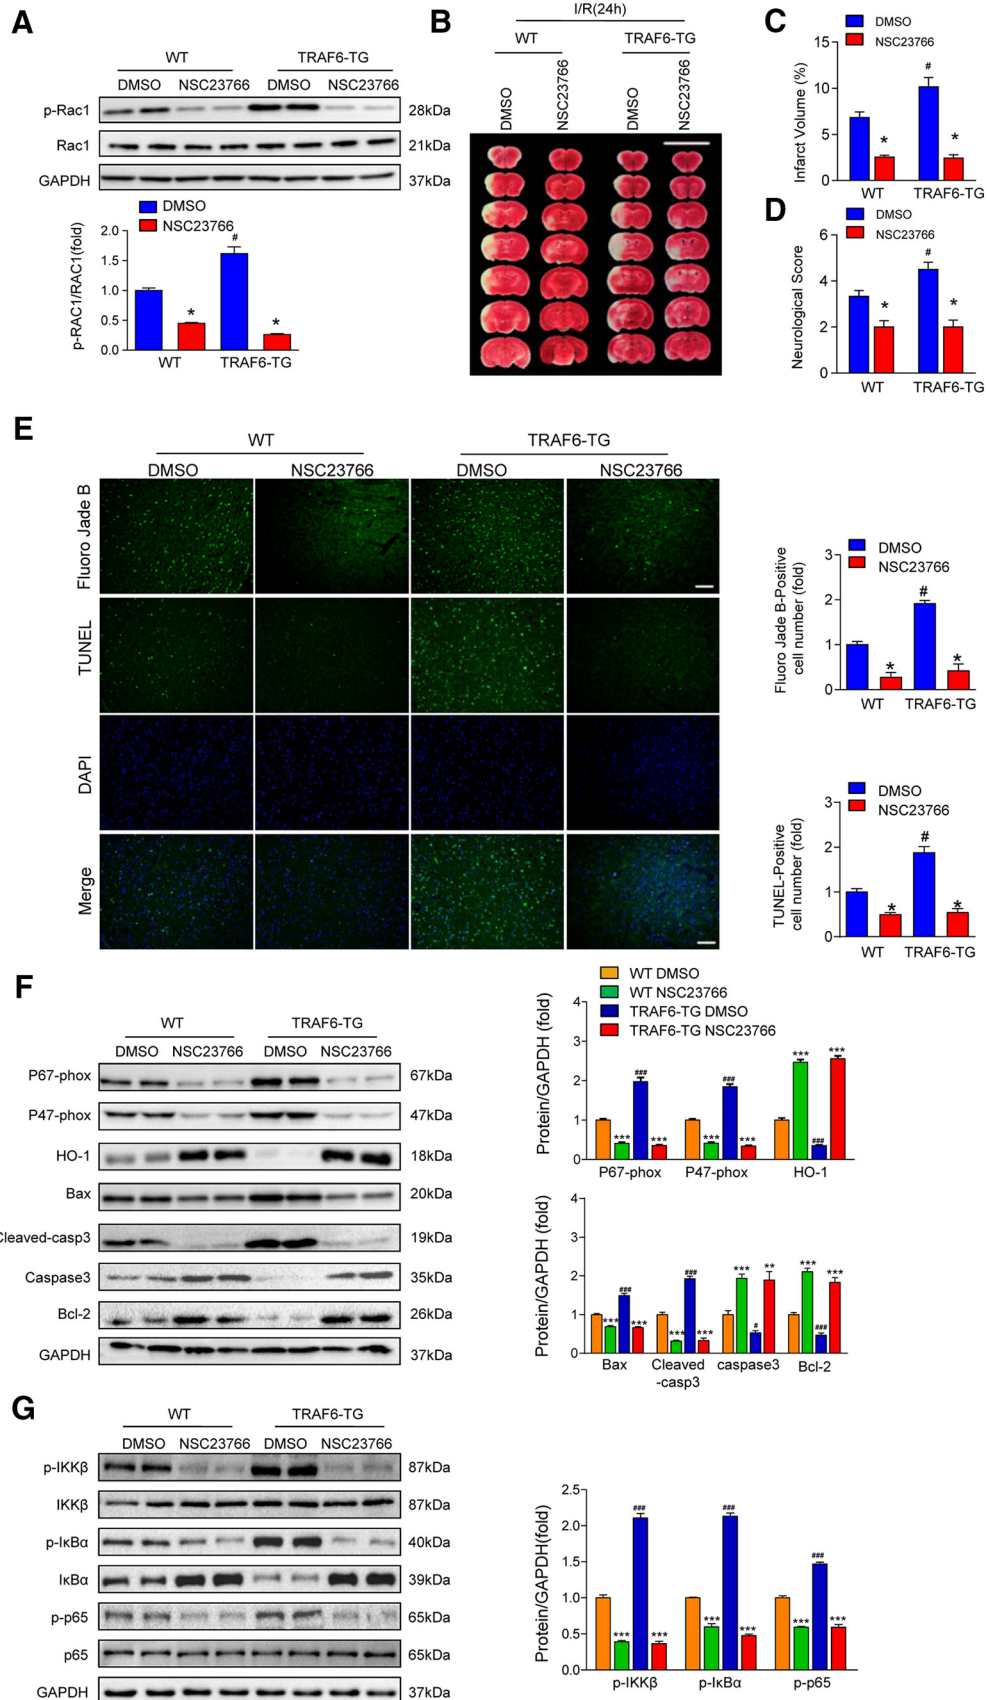 A
WT TRAF6-TG
DMSO NSC23766 DMSO NSC23766
p-Rac1 28kDa
Rac1 21kDa
GAPDH 37kDa
DMSO
NSC23766
p-RAC1/RAC1(fold)
2.0
1.5
1.0
0.5
0.0
* # *
WT TRAF6-TG
B
I/R(24h)
WT TRAF6-TG
DMSO NSC23766 DMSO NSC23766
C
DMSO
NSC23766
Infarct Volume (%)
15
10
5
0
* # *
WT TRAF6-TG
D
DMSO
NSC23766
Neurological Score
6
4
2
0
* # *
WT TRAF6-TG
E
WT TRAF6-TG
DMSO NSC23766 DMSO NSC23766
Fluoro Jade B
TUNEL
DAPI
Merge
DMSO
NSC23766
Fluoro Jade B-Positive
cell number (fold)
3
2
1
0
* # *
WT TRAF6-TG
DMSO
NSC23766
TUNEL-Positive
cell number (fold)
3
2
1
0
* # *
WT TRAF6-TG
F
WT TRAF6-TG
DMSO NSC23766 DMSO NSC23766
P67-phox 67kDa
P47-phox 47kDa
HO-1 18kDa
Bax 20kDa
Cleaved-casp3 19kDa
Caspase3 35kDa
Bcl-2 26kDa
GAPDH 37kDa
WT DMSO
WT NSC23766
TRAF6-TG DMSO
TRAF6-TG NSC23766
Protein/GAPDH (fold)
4
3
2
1
0
*** ### *** *** ### *** *** ### ***
P67-phox P47-phox HO-1
Protein/GAPDH (fold)
4
3
2
1
0
*** ### *** *** ### *** *** # ** *** ### ***
Bax Cleaved caspase3 Bcl-2
-casp3
G
WT TRAF6-TG
DMSO NSC23766 DMSO NSC23766
p-IKKβ 87kDa
IKKβ 87kDa
p-IκBα 40kDa
IκBα 39kDa
p-p65 65kDa
p65 65kDa
GAPDH 37kDa
Protein/GAPDH(fold)
2.5
2.0
1.5
1.0
0.5
0.0
*** ### *** *** ### *** *** ### ***
p-IKKβ p-IκBα p-p65